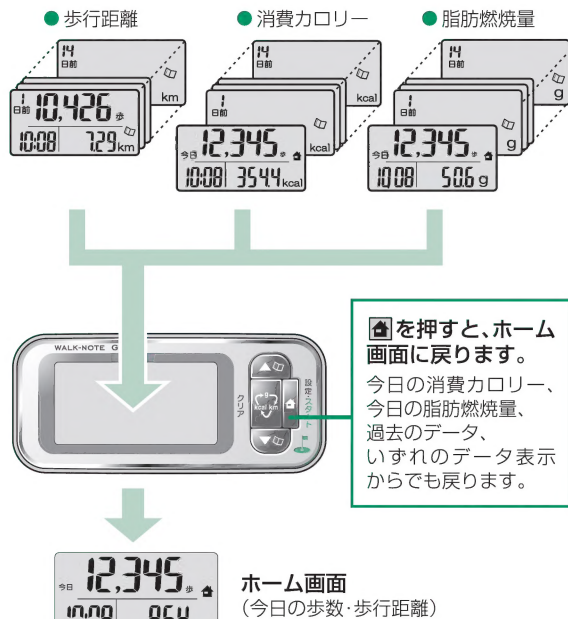 ●歩行距離
●消費カロリー
●脂肪燃焼量
14
日前
km
1
日前 10,426 歩
10:08 7.29 km
14
日前
kcal
1
日前
kcal
今日 12,345 歩
10:08 354.4 kcal
14
日前
g
1
日前
g
今日 12,345 歩
10:08 50.6 g
WALK-NOTE G
クリア
kcal km
g
設定・スタート
を押すと、ホーム
画面に戻ります。
今日の消費カロリー、
今日の脂肪燃焼量、
過去のデータ、
いずれのデータ表示
からでも戻ります。
今日 12,345 歩
ホーム画面
(今日の歩数・歩行距離)